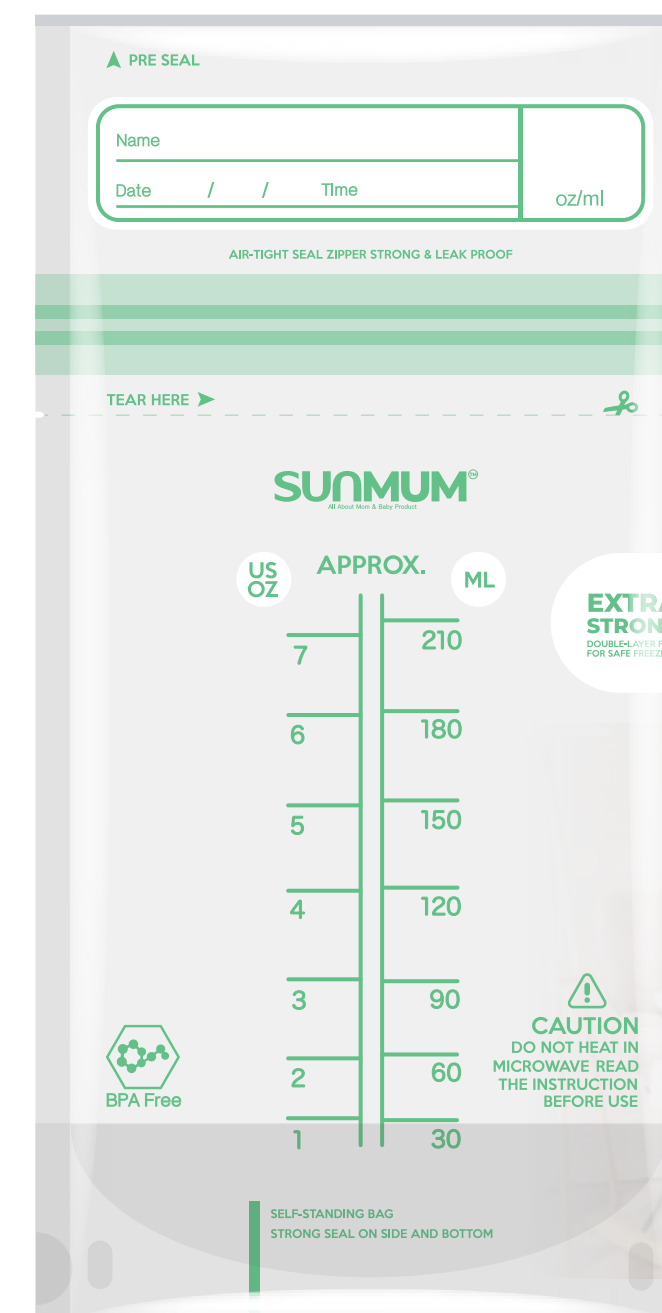 PRE SEAL
Name
Date / / TIme
oz/ml
AIR-TIGHT SEAL ZIPPER STRONG & LEAK PROOF
TEAR HERE
SUNMUM TM
All About Mom & Baby Product
US
OZ
APPROX.
ML
7 210
6 180
5 150
4 120
3 90
2 60
1 30
EXTRA
STRON
DOUBLE-LAYER F
FOR SAFE FREEZI
CAUTION
DO NOT HEAT IN
MICROWAVE READ
THE INSTRUCTION
BEFORE USE
BPA Free
SELF-STANDING BAG
STRONG SEAL ON SIDE AND BOTTOM